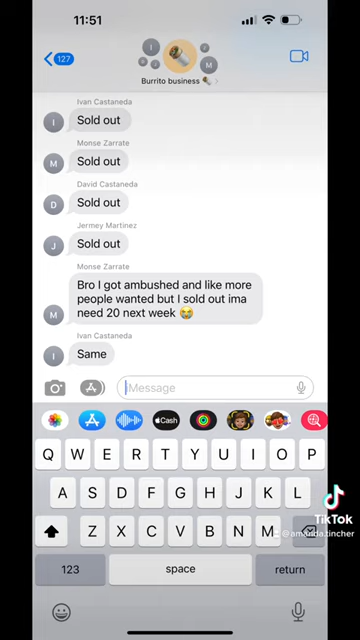 11:51
127
I
M
Burrito business 🌯
Ivan Castaneda
I
Sold out
Monse Zarrate
M
Sold out
David Castaneda
D
Sold out
Jermey Martinez
J
Sold out
Monse Zarrate
Bro I got ambushed and like more
people wanted but I sold out ima
need 20 next week 😭
M
Ivan Castaneda
I
Same
Message
Cash
Q W E R T Y U I O P
A S D F G H J K L
Z X C V B N M
TikTok
@amanda.tincher
123 space return